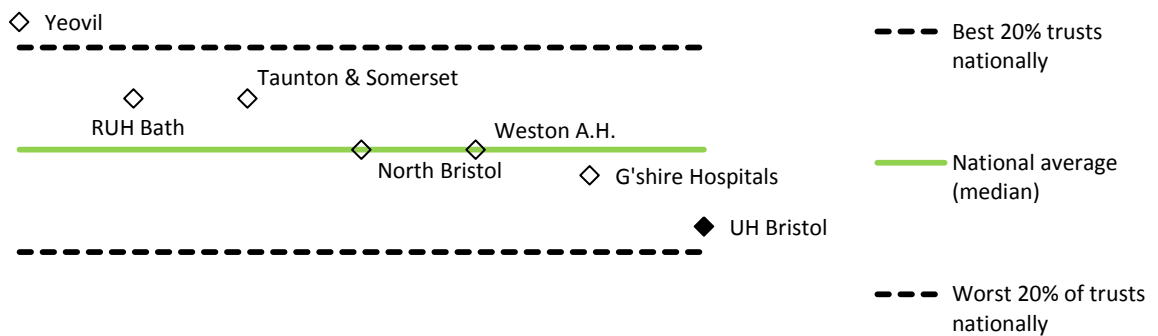 Yeovil
Taunton & Somerset
RUH Bath
Weston A.H.
North Bristol
G'shire Hospitals
UH Bristol
Best 20% trusts
nationally
National average
(median)
Worst 20% of trusts
nationally